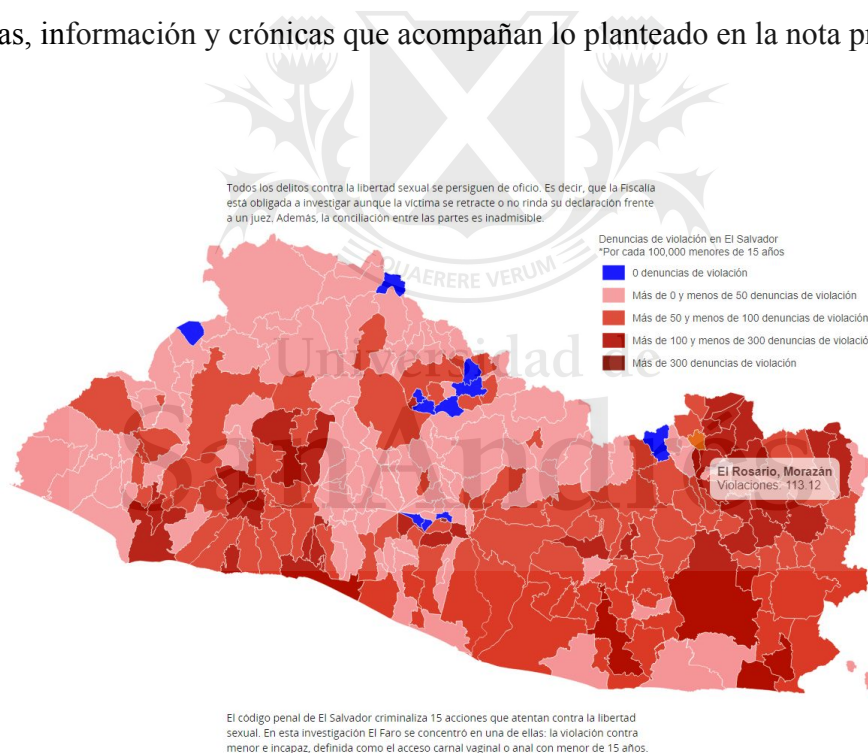 as, información y crónicas que acompañan lo planteado en la nota pr
Todos los delitos contra la libertad sexual se persiguen de oficio. Es decir, que la Fiscalía
está obligada a investigar aunque la víctima se retracte o no rinda su declaración frente
a un juez. Además, la conciliación entre las partes es inadmisible.
Denuncias de violación en El Salvador
*Por cada 100,000 menores de 15 años
0 denuncias de violación
Más de 0 y menos de 50 denuncias de violación
Más de 50 y menos de 100 denuncias de violación
Más de 100 y menos de 300 denuncias de violació
Más de 300 denuncias de violación
QUAERERE VERUM
Universidad de
SanAndrés
El Rosario, Morazán
Violaciones: 113.12
El código penal de El Salvador criminaliza 15 acciones que atentan contra la libertad
sexual. En esta investigación El Faro se concentró en una de ellas: la violación contra
menor e incapaz, definida como el acceso carnal vaginal o anal con menor de 15 años.